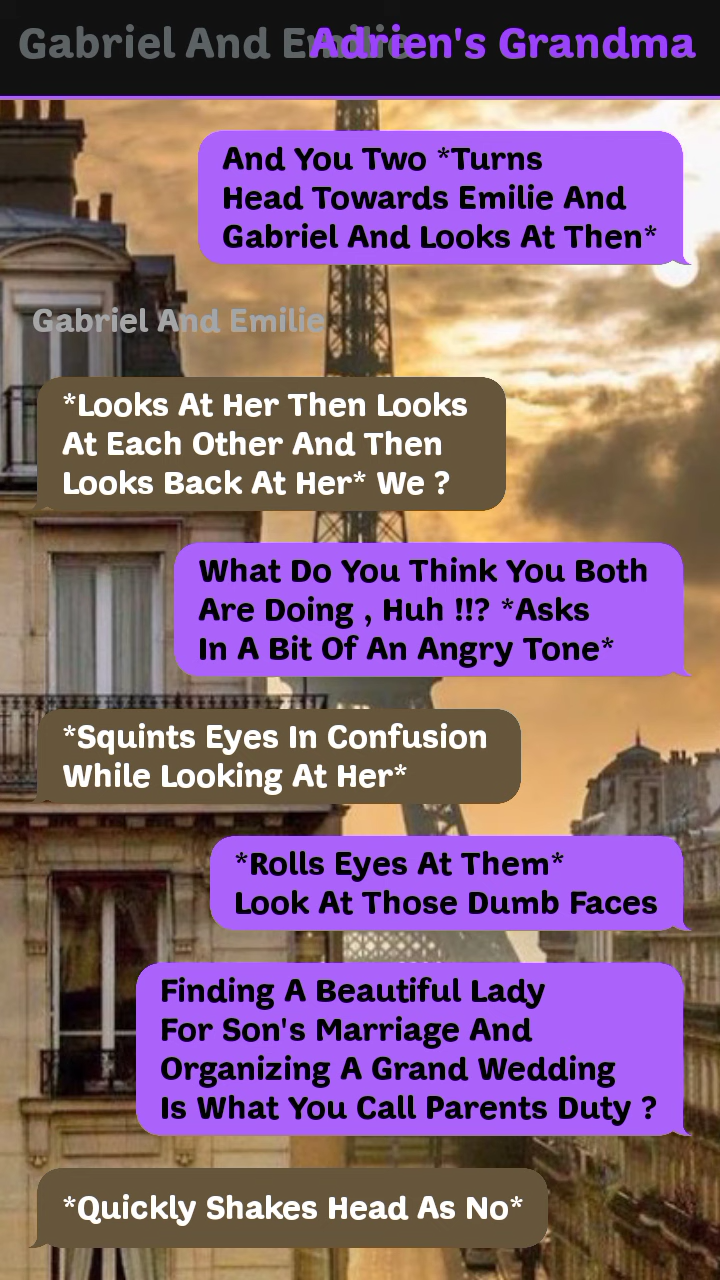 Gabriel And Emilie
Adrien's Grandma
And You Two *Turns
Head Towards Emilie And
Gabriel And Looks At Then*
Gabriel And Emilie
*Looks At Her Then Looks
At Each Other And Then
Looks Back At Her* We ?
What Do You Think You Both
Are Doing , Huh !!? *Asks
In A Bit Of An Angry Tone*
*Squints Eyes In Confusion
While Looking At Her*
*Rolls Eyes At Them*
Look At Those Dumb Faces
Finding A Beautiful Lady
For Son's Marriage And
Organizing A Grand Wedding
Is What You Call Parents Duty ?
*Quickly Shakes Head As No*